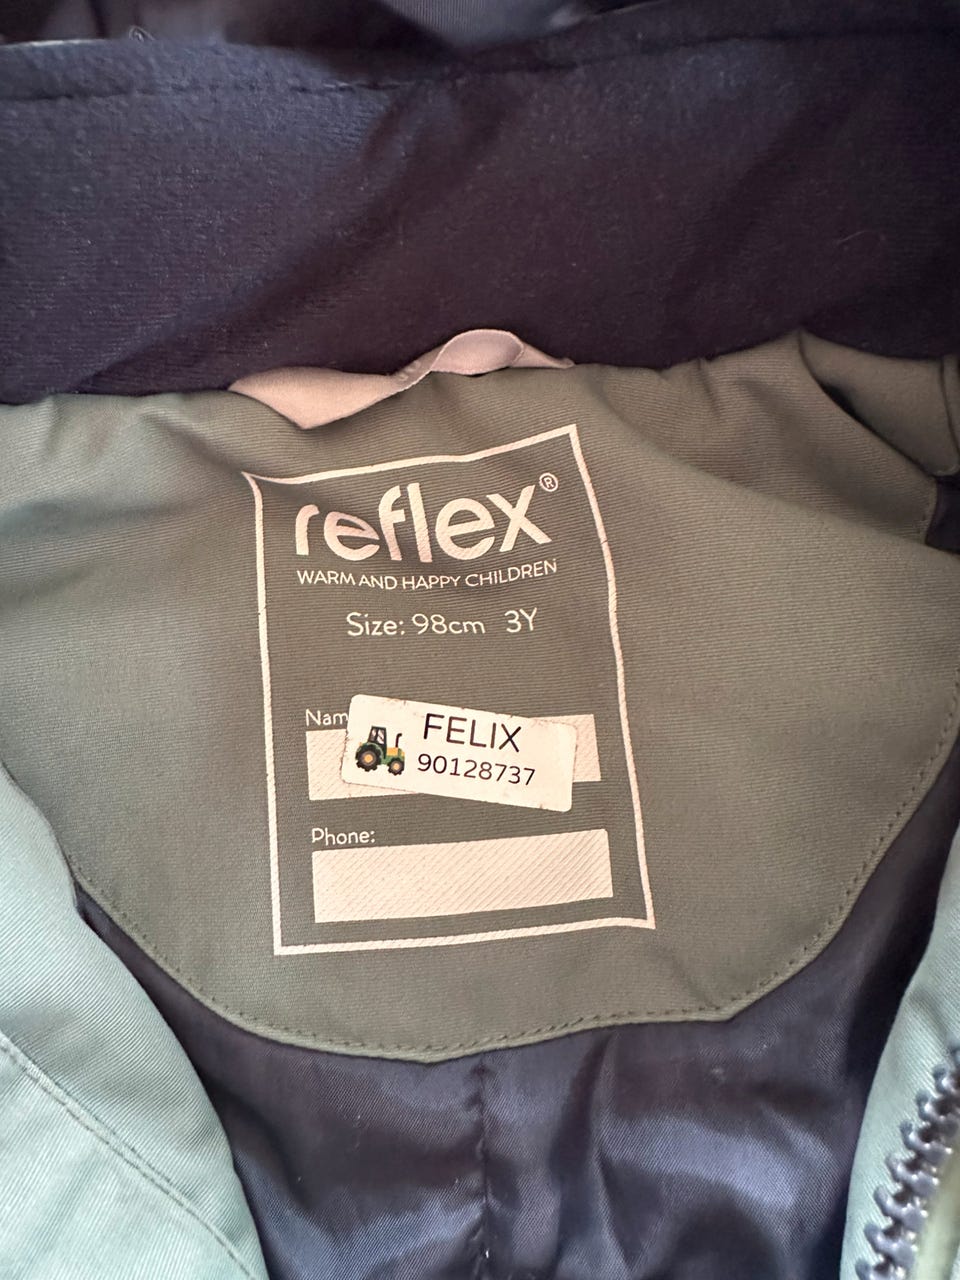 reflex®
WARM AND HAPPY CHILDREN
Size: 98cm 3Y
Nam
FELIX
90128737
Phone: